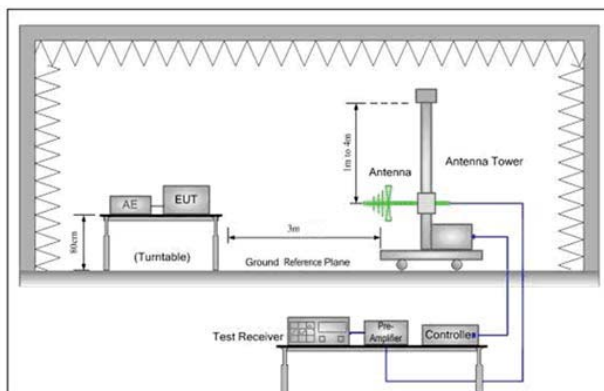 1m to 4m
Antenna
Antenna Tower
AE
EUT
80cm
(Turntable)
3m
Ground Reference Plane
Test Receiver
Pre-
Amplifier
Controller